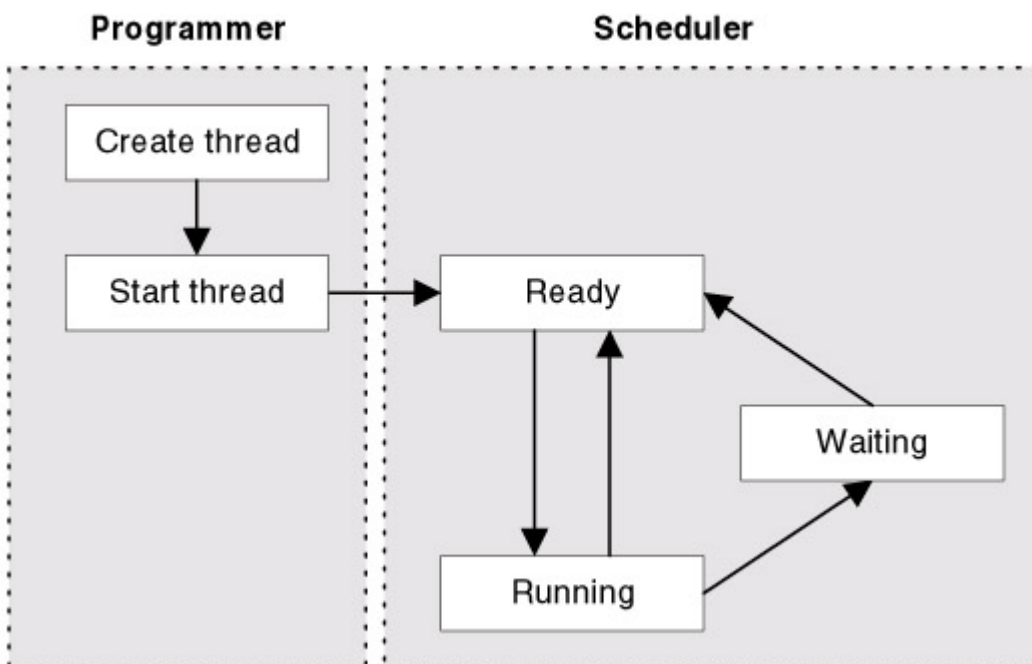 Programmer
Scheduler
Create thread
Start thread
Ready
Waiting
Running